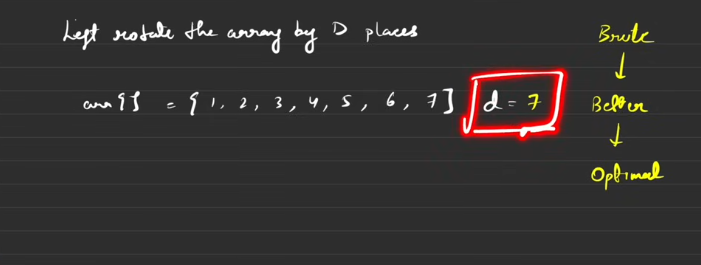 Left rotate the array by D places
Brute
↓
arr[] = { 1, 2, 3, 4, 5, 6, 7] d = 7
Better
↓
Optimal